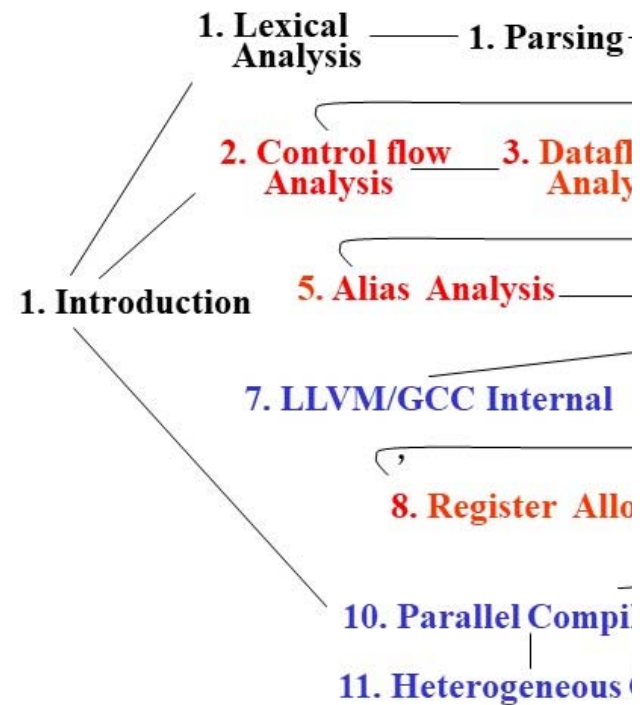 1. Lexical
Analysis
1. Parsing
2. Control flow
Analysis
3. Datafl
Analy
1. Introduction
5. Alias Analysis
7. LLVM/GCC Internal
,
8. Register Allo
10. Parallel Compil
11. Heterogeneous